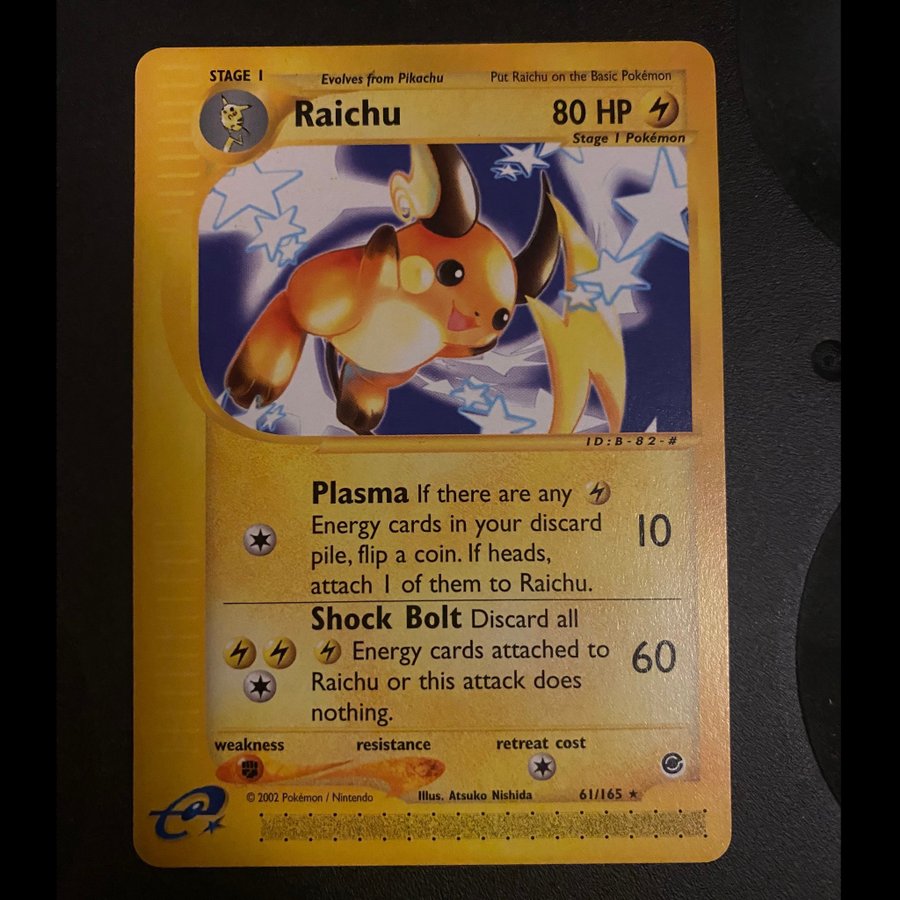 STAGE 1 Evolves from Pikachu Put Raichu on the Basic Pokémon
Raichu 80 HP
Stage 1 Pokémon
ID:B-82-#
Plasma If there are any
Energy cards in your discard
pile, flip a coin. If heads,
attach 1 of them to Raichu.
10
Shock Bolt Discard all
Energy cards attached to
Raichu or this attack does
nothing.
60
weakness resistance retreat cost
© 2002 Pokémon / Nintendo Illus. Atsuko Nishida 61/165 ★
e